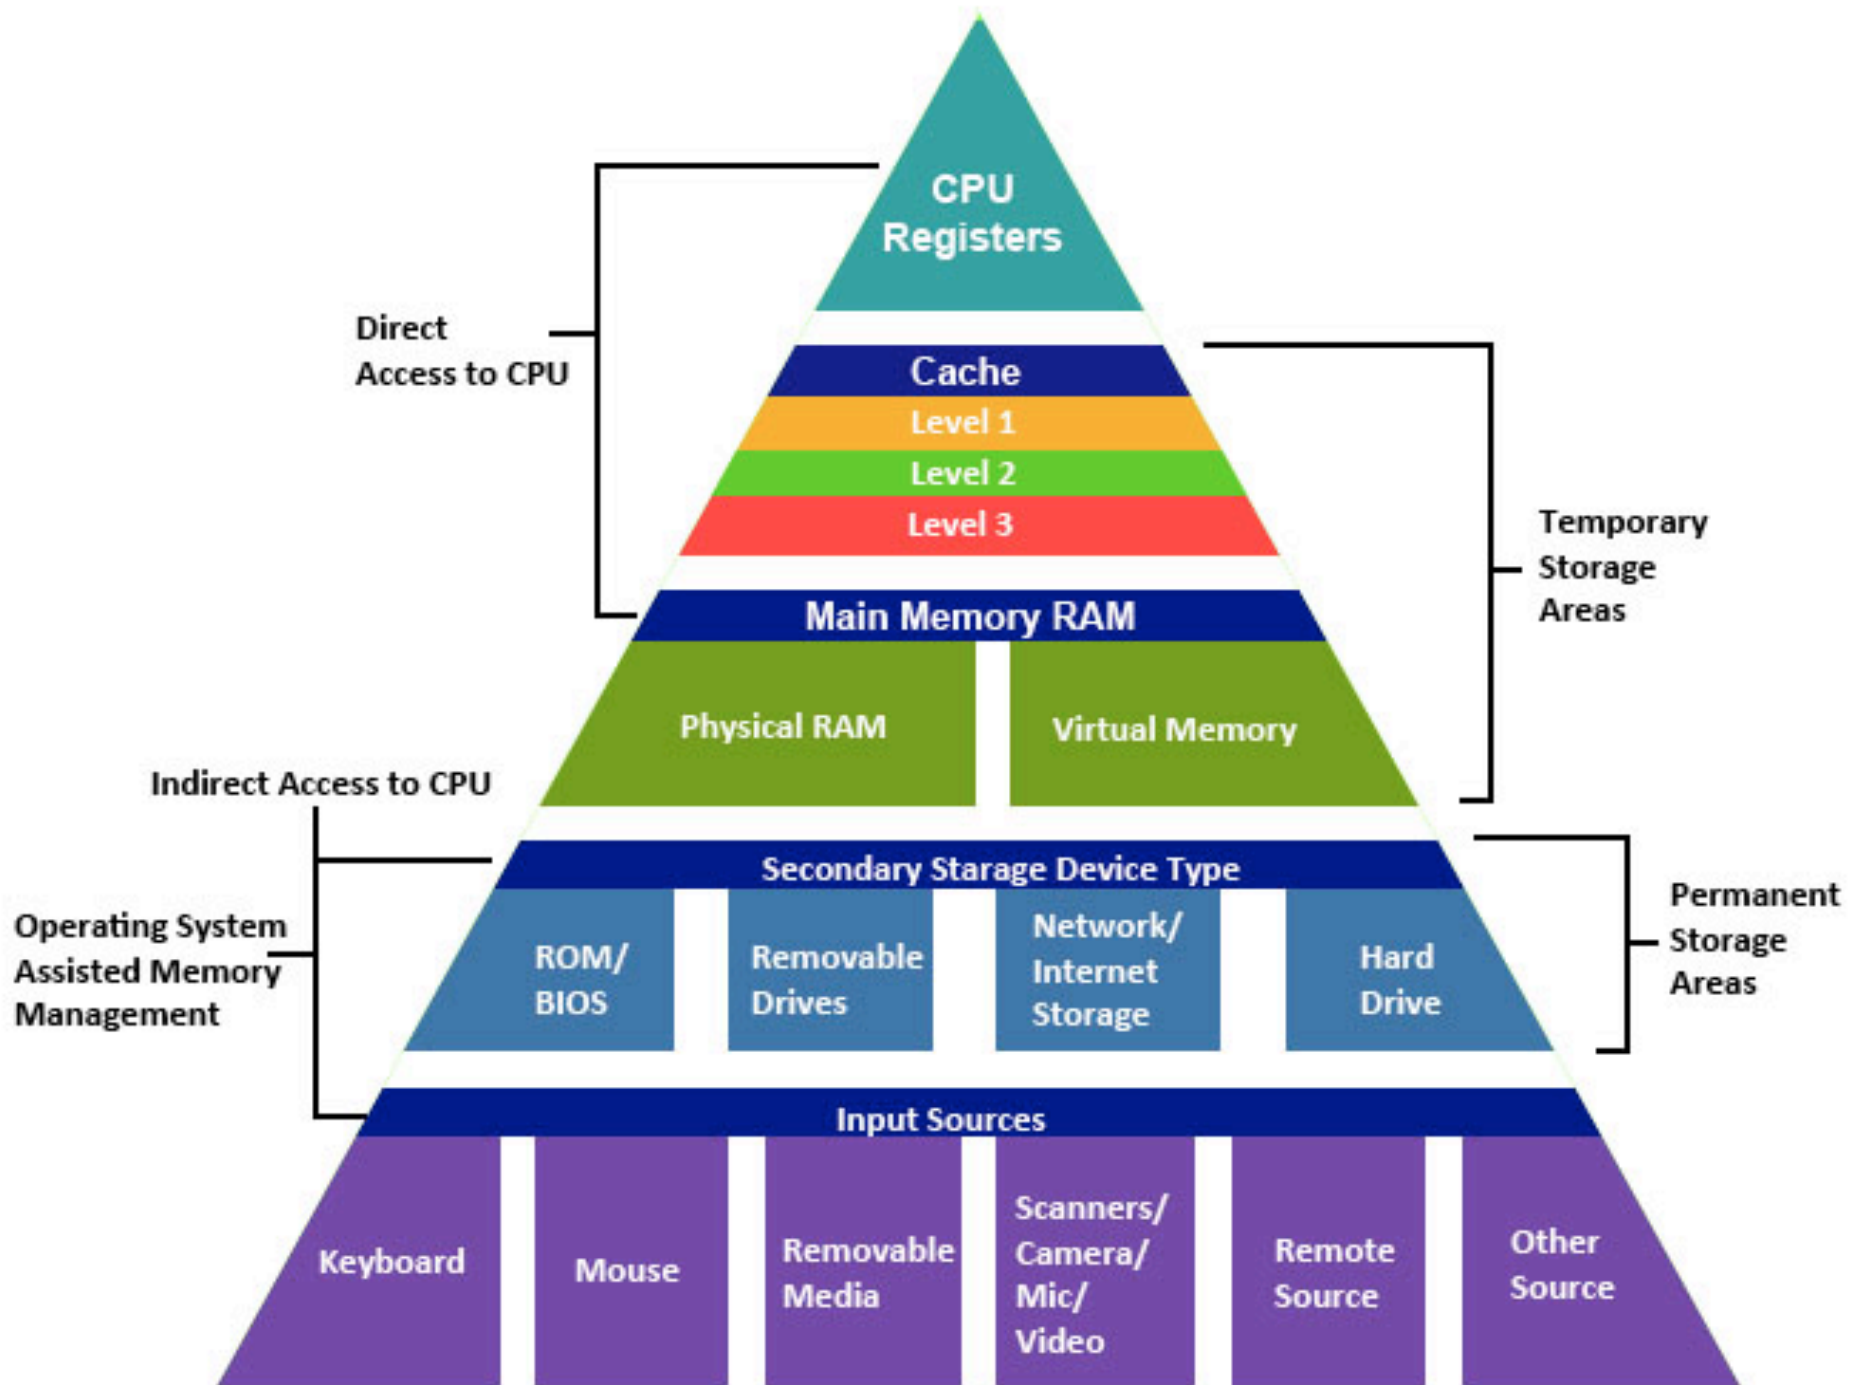 CPU
Registers
Direct
Access to CPU
Cache
Level 1
Level 2
Level 3
Temporary
Storage
Areas
Main Memory RAM
Physical RAM
Virtual Memory
Indirect Access to CPU
Secondary Starage Device Type
Operating System
Assisted Memory
Management
ROM/
BIOS
Removable
Drives
Network/
Internet
Storage
Hard
Drive
Permanent
Storage
Areas
Input Sources
Keyboard
Mouse
Removable
Media
Scanners/
Camera/
Mic/
Video
Remote
Source
Other
Source